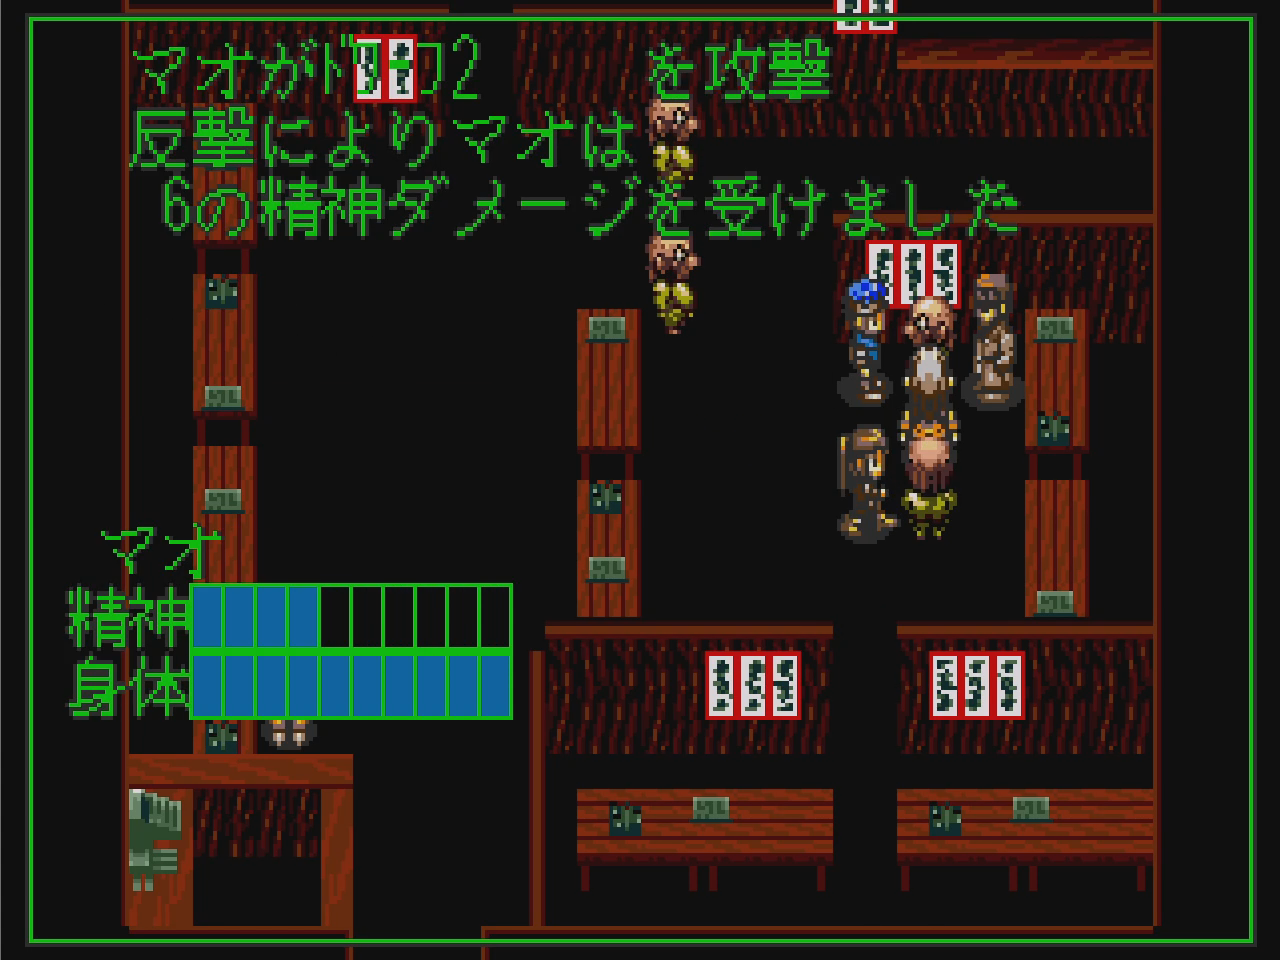 マオが 2 を攻撃
反撃によりマオは
6の精神ダメージを受けました
マオ
精神
身体